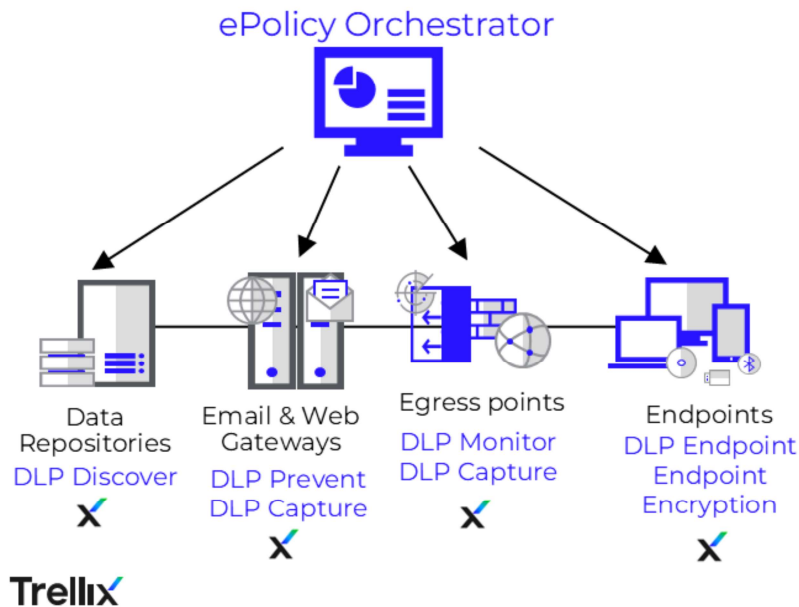 ePolicy Orchestrator
Data
Repositories
DLP Discover
Email & Web
Gateways
DLP Prevent
DLP Capture
Egress points
DLP Monitor
DLP Capture
Endpoints
DLP Endpoint
Endpoint
Encryption
Trellix